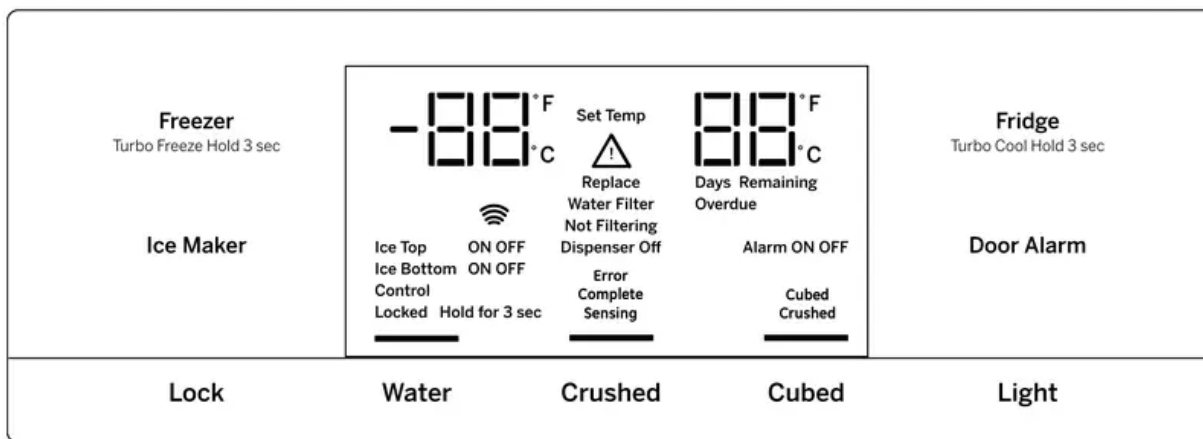 Freezer
Turbo Freeze Hold 3 sec
Ice Maker
-88 °F °C
Set Temp
!
Replace
Water Filter
Not Filtering
Dispenser Off
Error
Complete
Sensing
88 °F °C
Days Remaining
Overdue
Ice Top ON OFF
Ice Bottom ON OFF
Control
Locked Hold for 3 sec
Alarm ON OFF
Cubed
Crushed
Fridge
Turbo Cool Hold 3 sec
Door Alarm
Lock
Water
Crushed
Cubed
Light